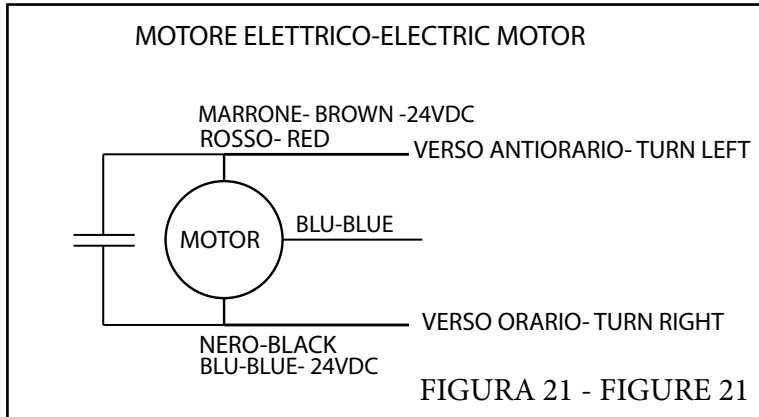 MOTORE ELETTRICO-ELECTRIC MOTOR
MARRONE- BROWN -24VDC
ROSSO- RED
VERSO ANTIORARIO- TURN LEFT
BLU-BLUE
MOTOR
VERSO ORARIO- TURN RIGHT
NERO-BLACK
BLU-BLUE- 24VDC
FIGURA 21 - FIGURE 21